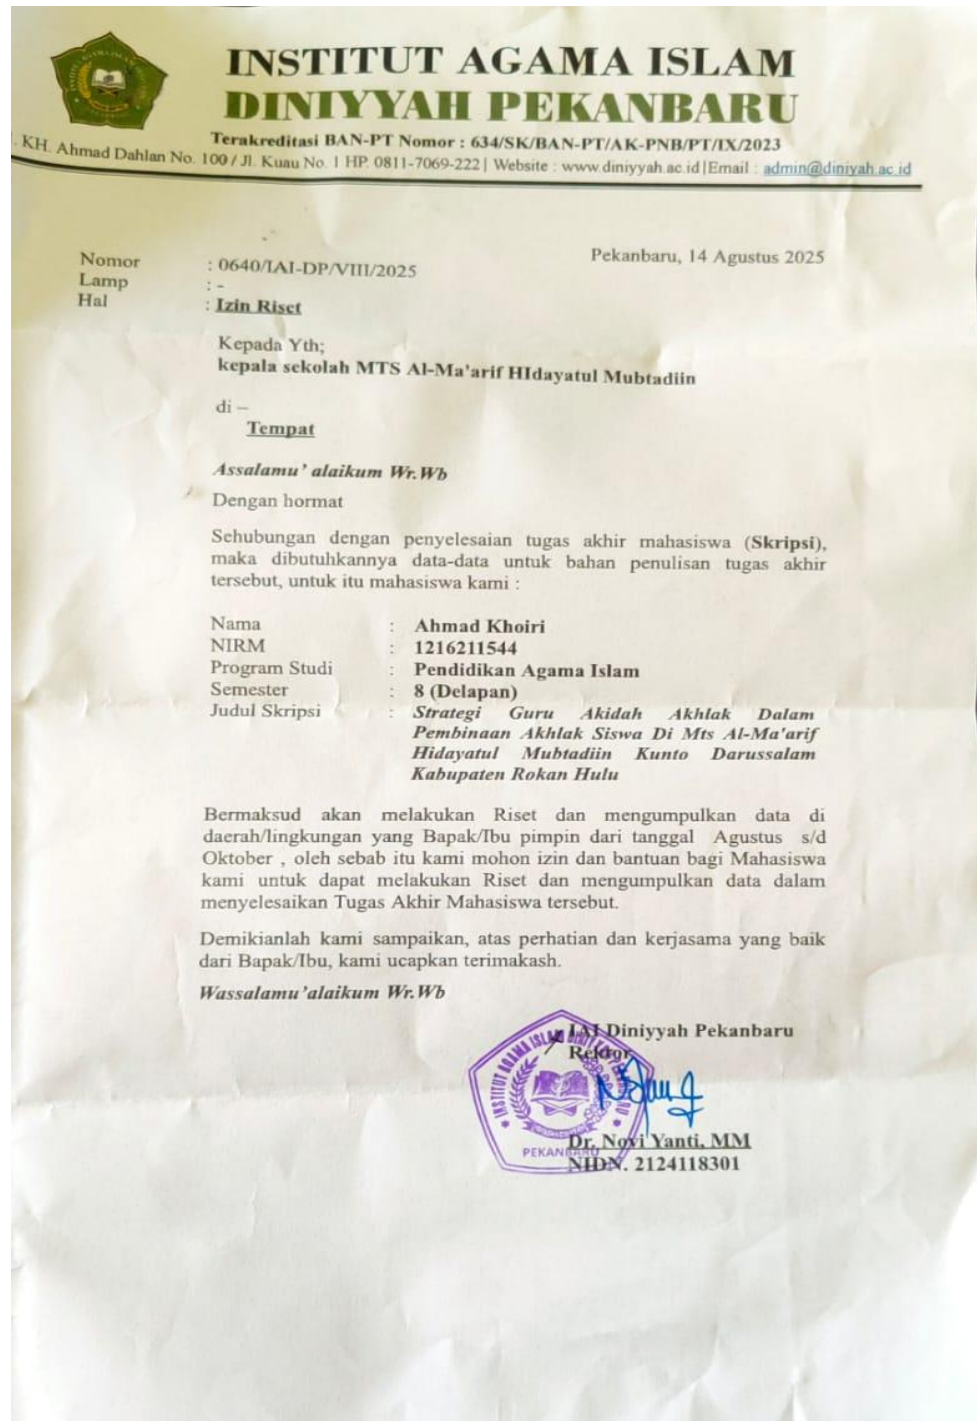 INSTITUT AGAMA ISLAM
DINIYYAH PEKANBARU
Terakreditasi BAN-PT Nomor : 634/SK/BAN-PT/AK-PNB/PT/IX/2023
. KH. Ahmad Dahlan No. 100 / Jl. Kuau No. 1 HP. 0811-7069-222 | Website : www.diniyyah.ac.id |Email : admin@diniyah.ac.id
Pekanbaru, 14 Agustus 2025
Nomor : 0640/IAI-DP/VIII/2025
Lamp : -
Hal : Izin Riset
Kepada Yth;
kepala sekolah MTS Al-Ma'arif HIdayatul Mubtadiin
di –
Tempat
Assalamu' alaikum Wr.Wb
Dengan hormat
Sehubungan dengan penyelesaian tugas akhir mahasiswa (Skripsi),
maka dibutuhkannya data-data untuk bahan penulisan tugas akhir
tersebut, untuk itu mahasiswa kami :
Nama : Ahmad Khoiri
NIRM : 1216211544
Program Studi : Pendidikan Agama Islam
Semester : 8 (Delapan)
Judul Skripsi : Strategi Guru Akidah Akhlak Dalam
Pembinaan Akhlak Siswa Di Mts Al-Ma'arif
Hidayatul Mubtadiin Kunto Darussalam
Kabupaten Rokan Hulu
Bermaksud akan melakukan Riset dan mengumpulkan data di
daerah/lingkungan yang Bapak/Ibu pimpin dari tanggal Agustus s/d
Oktober , oleh sebab itu kami mohon izin dan bantuan bagi Mahasiswa
kami untuk dapat melakukan Riset dan mengumpulkan data dalam
menyelesaikan Tugas Akhir Mahasiswa tersebut.
Demikianlah kami sampaikan, atas perhatian dan kerjasama yang baik
dari Bapak/Ibu, kami ucapkan terimakash.
Wassalamu'alaikum Wr.Wb
IAI Diniyyah Pekanbaru
Rektor
INSTITUT AGAMA ISLAM DINIYYAH PEKANBARU
PEKANBARU
Dr. Novi Yanti, MM
NIDN. 2124118301